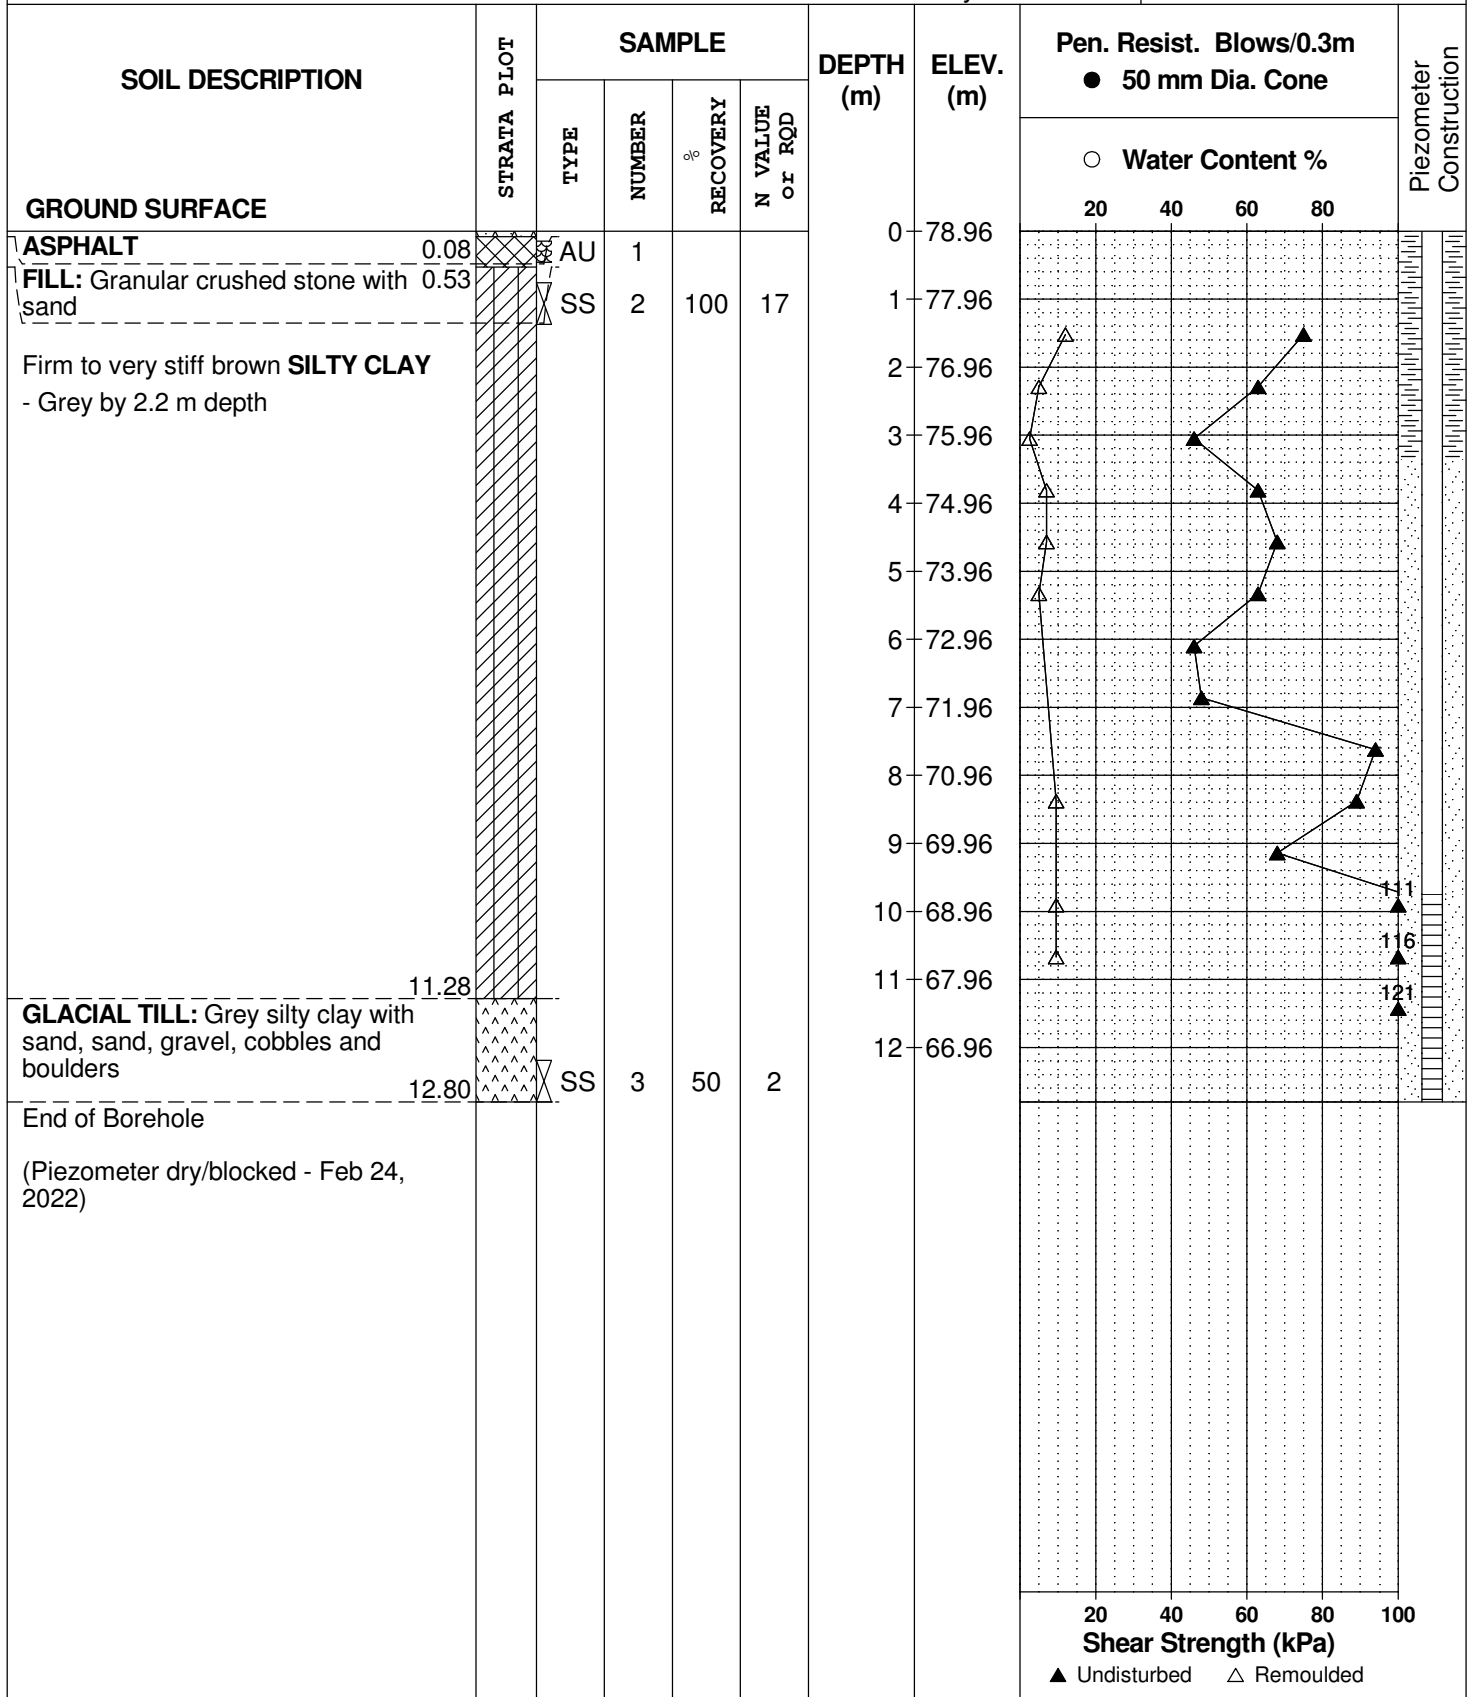 SOIL DESCRIPTION
GROUND SURFACE
STRATA PLOT
SAMPLE
TYPE
NUMBER
%
RECOVERY
N VALUE
or RQD
DEPTH
(m)
ELEV.
(m)
Pen. Resist. Blows/0.3m
● 50 mm Dia. Cone
○ Water Content %
20 40 60 80
Piezometer
Construction
ASPHALT 0.08
FILL: Granular crushed stone with 0.53
sand
Firm to very stiff brown SILTY CLAY
- Grey by 2.2 m depth
11.28
GLACIAL TILL: Grey silty clay with
sand, sand, gravel, cobbles and
boulders
12.80
End of Borehole
(Piezometer dry/blocked - Feb 24,
2022)
AU 1
SS 2 100 17
SS 3 50 2
0 78.96
1 77.96
2 76.96
3 75.96
4 74.96
5 73.96
6 72.96
7 71.96
8 70.96
9 69.96
10 68.96
11 67.96
12 66.96
111
116
121
20 40 60 80 100
Shear Strength (kPa)
▲ Undisturbed △ Remoulded